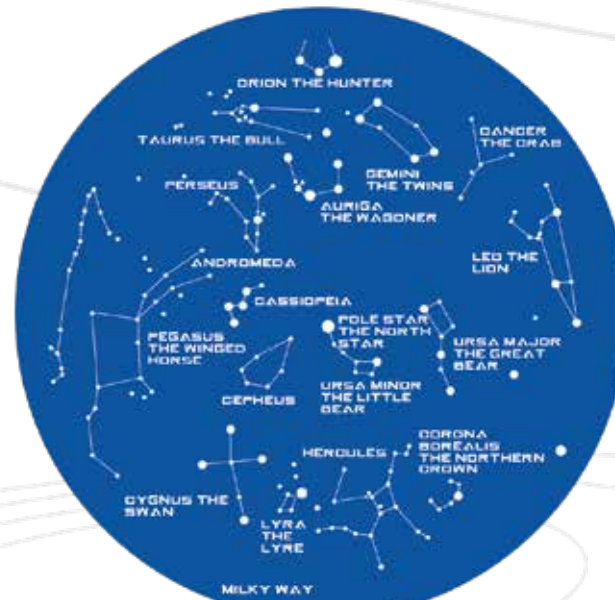 ORION THE HUNTER
TAURUS THE BULL
CANCER
THE CRAB
GEMINI
THE TWINS
PERSEUS
AURIGA
THE WAGONER
ANDROMEDA
LEO THE
LION
CASSIOPEIA
POLE STAR
THE NORTH
STAR
PEGASUS
THE WINGED
HORSE
URSA MAJOR
THE GREAT
BEAR
CEPHEUS
URSA MINOR
THE LITTLE
BEAR
HERCULES
CORONA
BOREALIS
THE NORTHERN
CROWN
CYGNUS THE
SWAN
LYRA
THE
LYRE
MILKY WAY